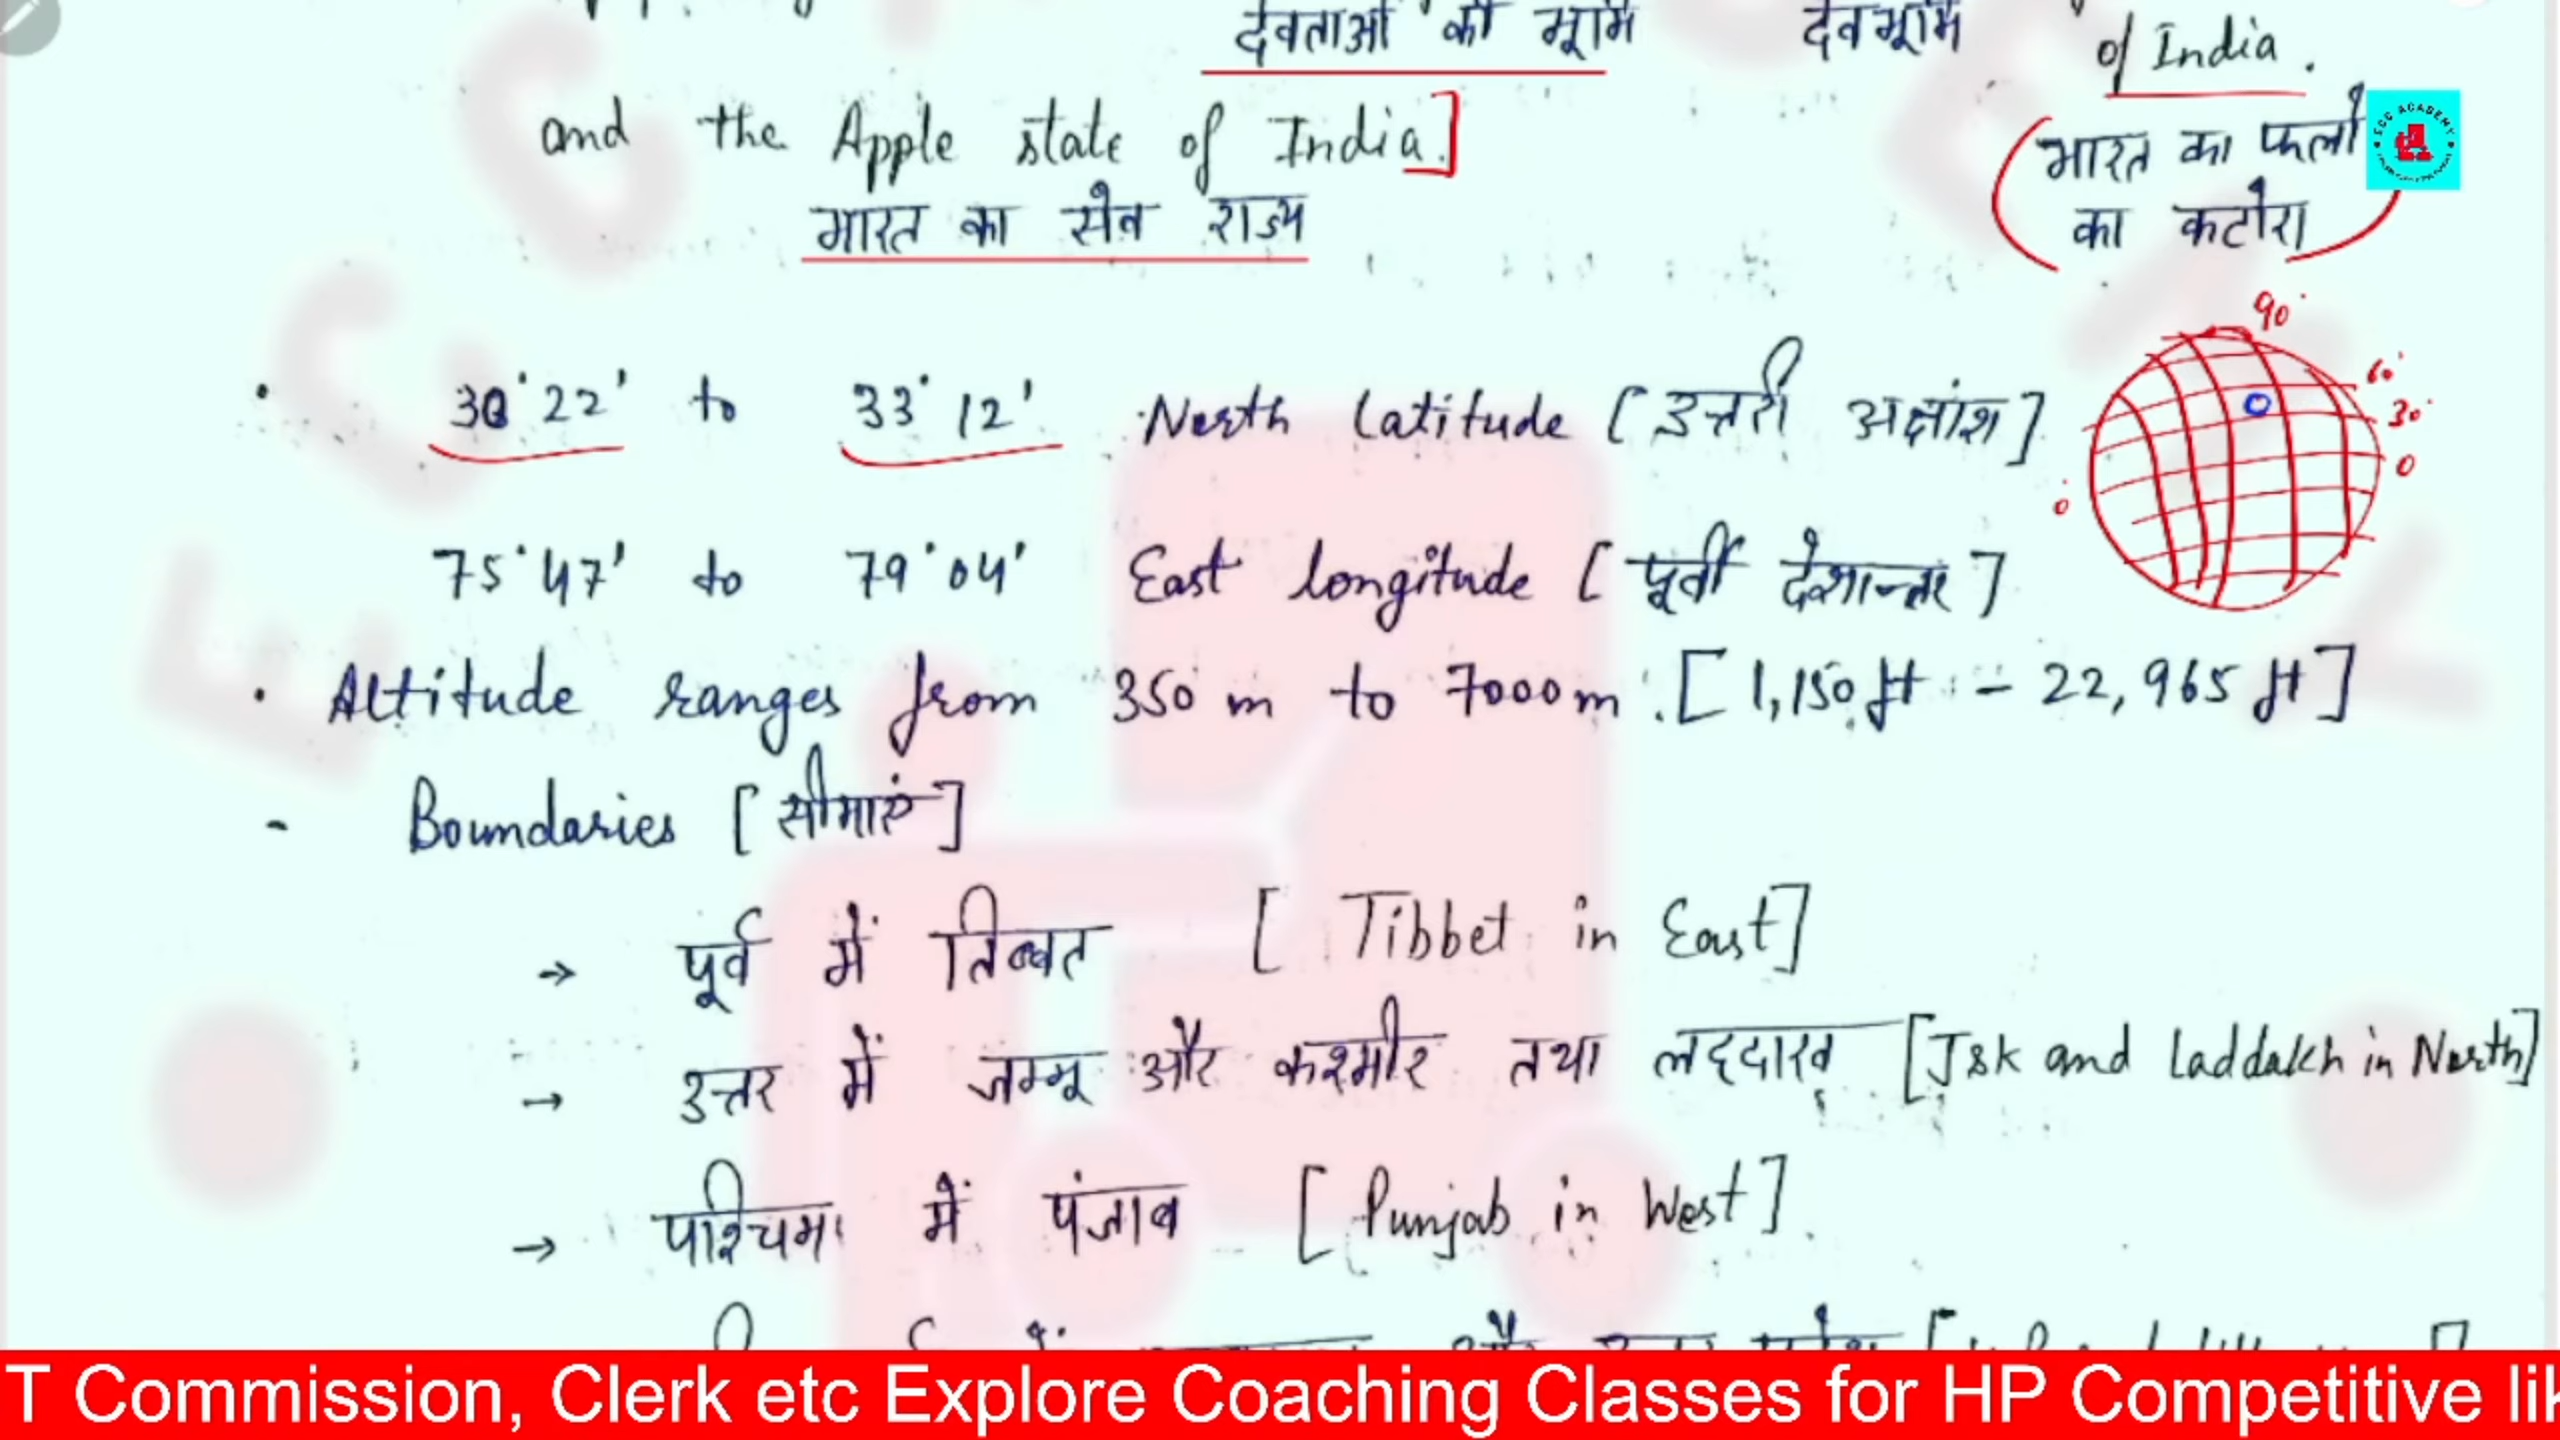 देवताओं की भूमि देवभूमि of India.
and the Apple state of India]
भारत का सेब राज्य
(भारत का फलों
का कटोरा)
ECC ACADEMY
90°
60°
30°
0
0
30°22' to 33°12' North Latitude [उत्तरी अक्षांश]
75°47' to 79°04' East longitude [पूर्वी देशान्तर]
• Altitude ranges from 350 m to 7000 m. [1,150 ft - 22,965 ft]
- Boundaries [सीमाएं]
→ पूर्व में तिब्बत [Tibbet in East]
→ उत्तर में जम्मू और कश्मीर तथा लद्दाख [J&K and Laddakh in North]
→ पश्चिम में पंजाब [Punjab in West]
T Commission, Clerk etc Explore Coaching Classes for HP Competitive lik